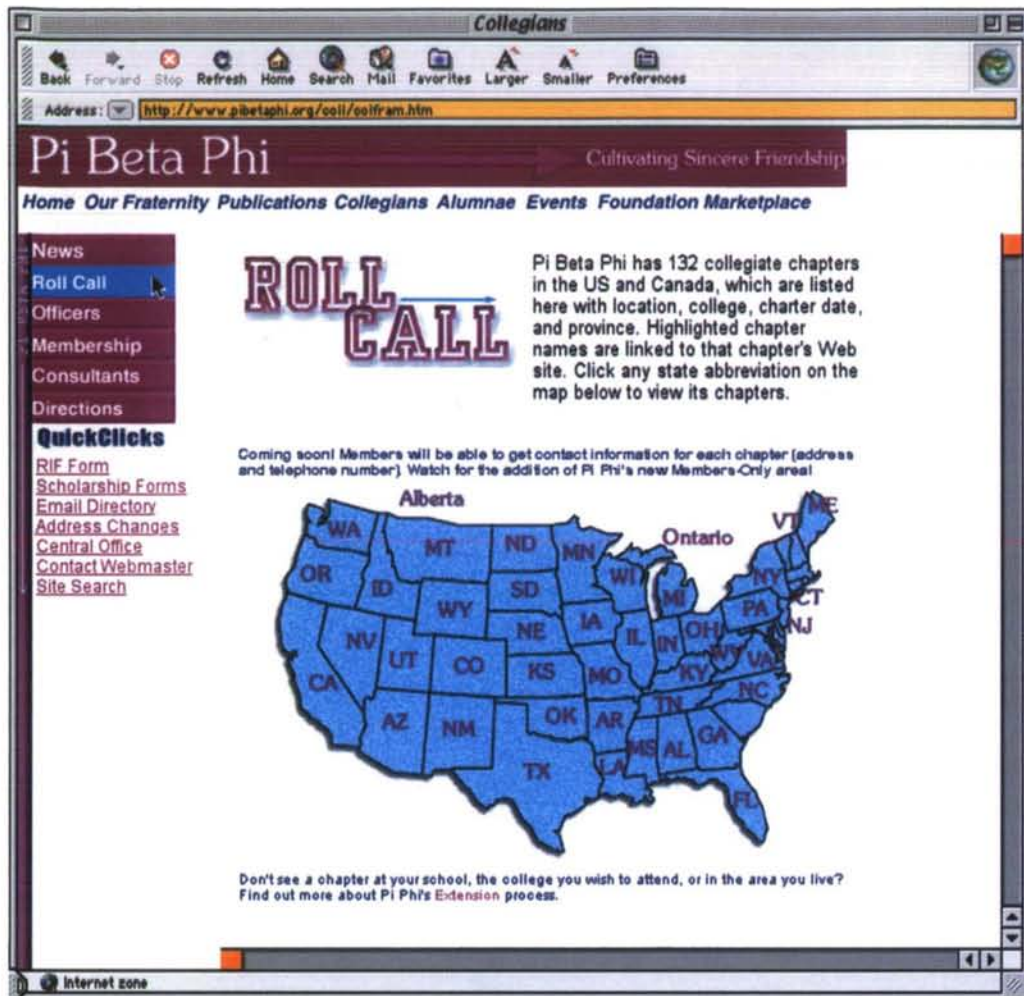 Collegians
Back Forward Stop Refresh Home Search Mail Favorites Larger Smaller Preferences
Address: http://www.pibetaphi.org/coll/colfram.htm
Pi Beta Phi Cultivating Sincere Friendship
Home Our Fraternity Publications Collegians Alumnae Events Foundation Marketplace
News
Roll Call
Officers
Membership
Consultants
Directions
QuickClicks
RIF Form
Scholarship Forms
Email Directory
Address Changes
Central Office
Contact Webmaster
Site Search
ROLL
CALL
Pi Beta Phi has 132 collegiate chapters
in the US and Canada, which are listed
here with location, college, charter date,
and province. Highlighted chapter
names are linked to that chapter's Web
site. Click any state abbreviation on the
map below to view its chapters.
Coming soon! Members will be able to get contact information for each chapter (address
and telephone number). Watch for the addition of Pi Phi's new Members-Only area!
Alberta
Ontario
WA MT ND MN VT ME
OR ID WY SD WI MI NY CT
NV UT CO NE IA IL IN OH PA NJ
CA KS MO KY WV VA
AZ NM OK AR TN NC
TX LA MS AL GA
FL
Don't see a chapter at your school, the college you wish to attend, or in the area you live?
Find out more about Pi Phi's Extension process.
Internet zone